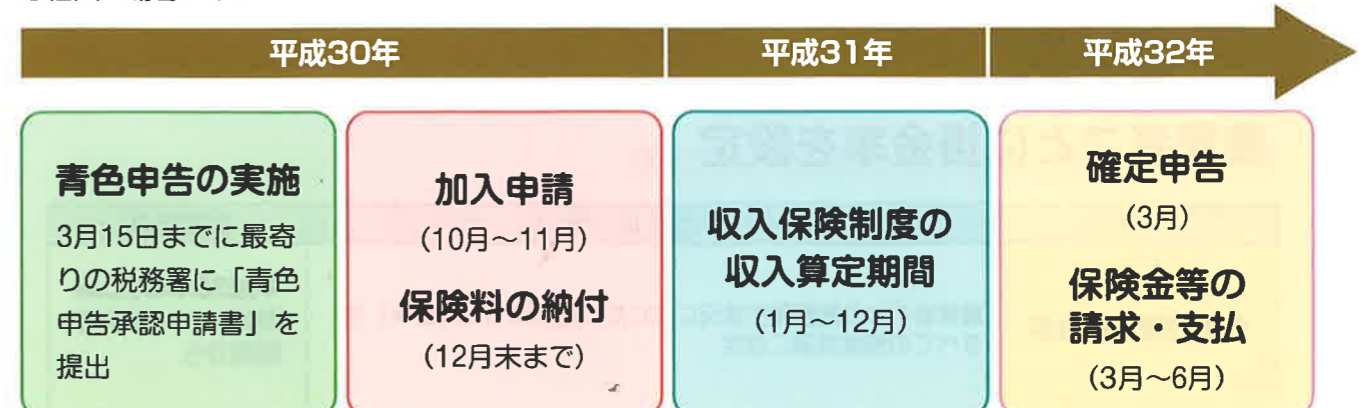 平成30年
平成31年
平成32年
青色申告の実施
3月15日までに最寄
りの税務署に「青色
申告承認申請書」を
提出
加入申請
（10月～11月）
保険料の納付
（12月末まで）
収入保険制度の
収入算定期間
（1月～12月）
確定申告
（3月）
保険金等の
請求・支払
（3月～6月）